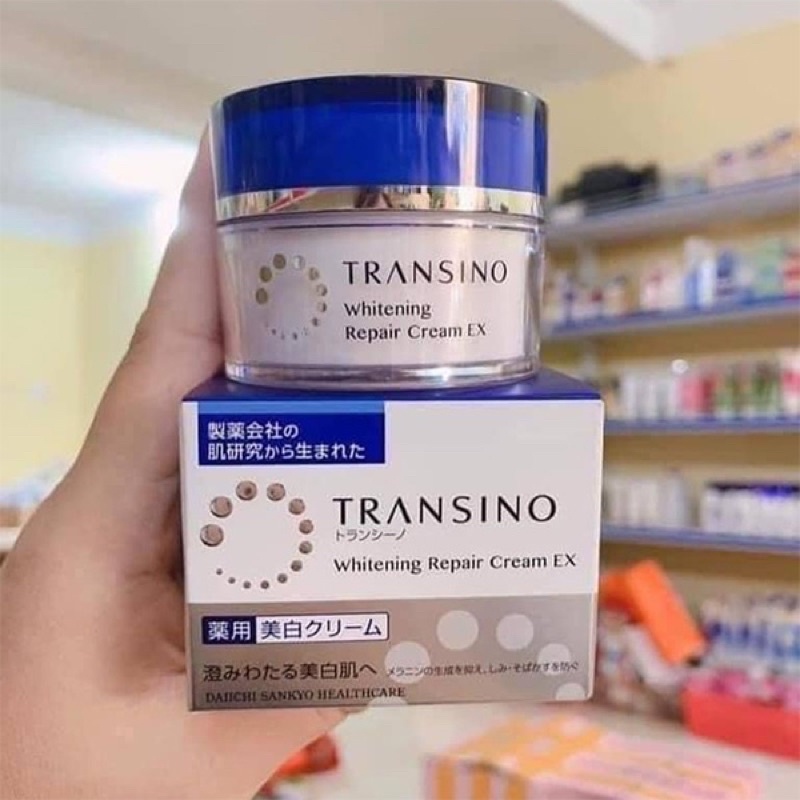 TRANSINO
Whitening
Repair Cream EX
製薬会社の
肌研究から生まれた
TRANSINO
トランシーノ
Whitening Repair Cream EX
薬用 美白クリーム
澄みわたる美白肌へ メラニンの生成を抑え、しみ・そばかすを防ぐ
DAIICHI SANKYO HEALTHCARE